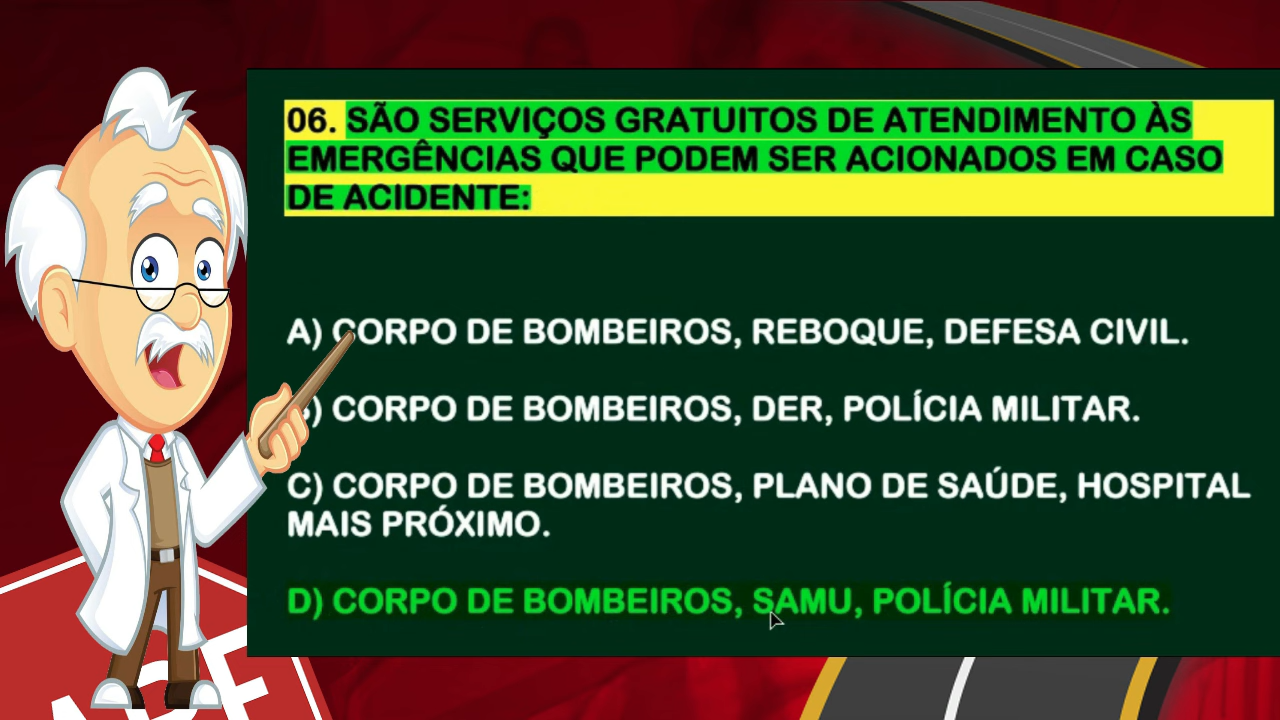 06. SÃO SERVIÇOS GRATUITOS DE ATENDIMENTO ÀS
EMERGÊNCIAS QUE PODEM SER ACIONADOS EM CASO
DE ACIDENTE:
A) CORPO DE BOMBEIROS, REBOQUE, DEFESA CIVIL.
) CORPO DE BOMBEIROS, DER, POLÍCIA MILITAR.
C) CORPO DE BOMBEIROS, PLANO DE SAÚDE, HOSPITAL
MAIS PRÓXIMO.
D) CORPO DE BOMBEIROS, SAMU, POLÍCIA MILITAR.